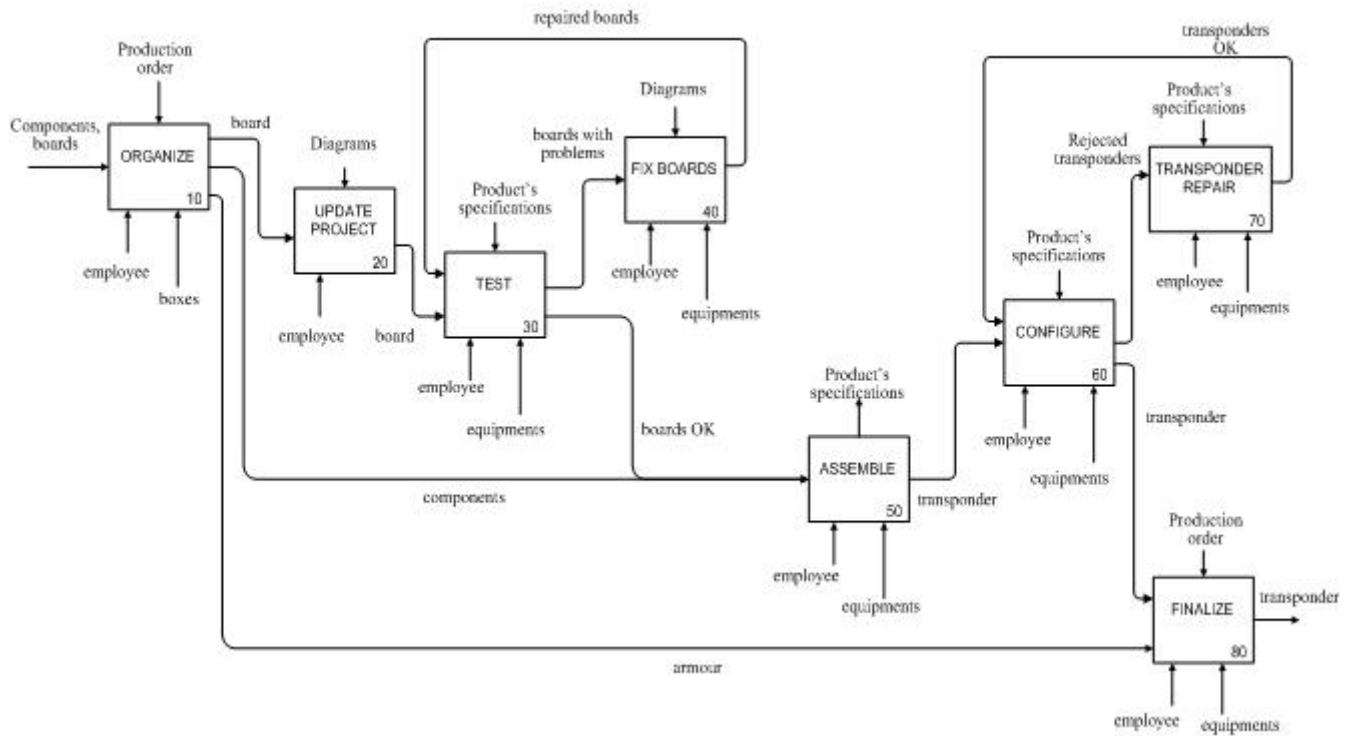 repaired boards
transponders
OK
Production
order
Components,
boards
ORGANIZE
10
employee
boxes
board
Diagrams
UPDATE
PROJECT
20
employee
board
Product's
specifications
TEST
30
employee
equipments
boards with
problems
Diagrams
FIX BOARDS
40
employee
equipments
boards OK
components
armour
Product's
specifications
ASSEMBLE
50
employee
equipments
transponder
Product's
specifications
CONFIGURE
60
employee
equipments
Rejected
transponders
Product's
specifications
TRANSPONDER
REPAIR
70
employee
equipments
transponder
Production
order
FINALIZE
80
employee
equipments
transponder